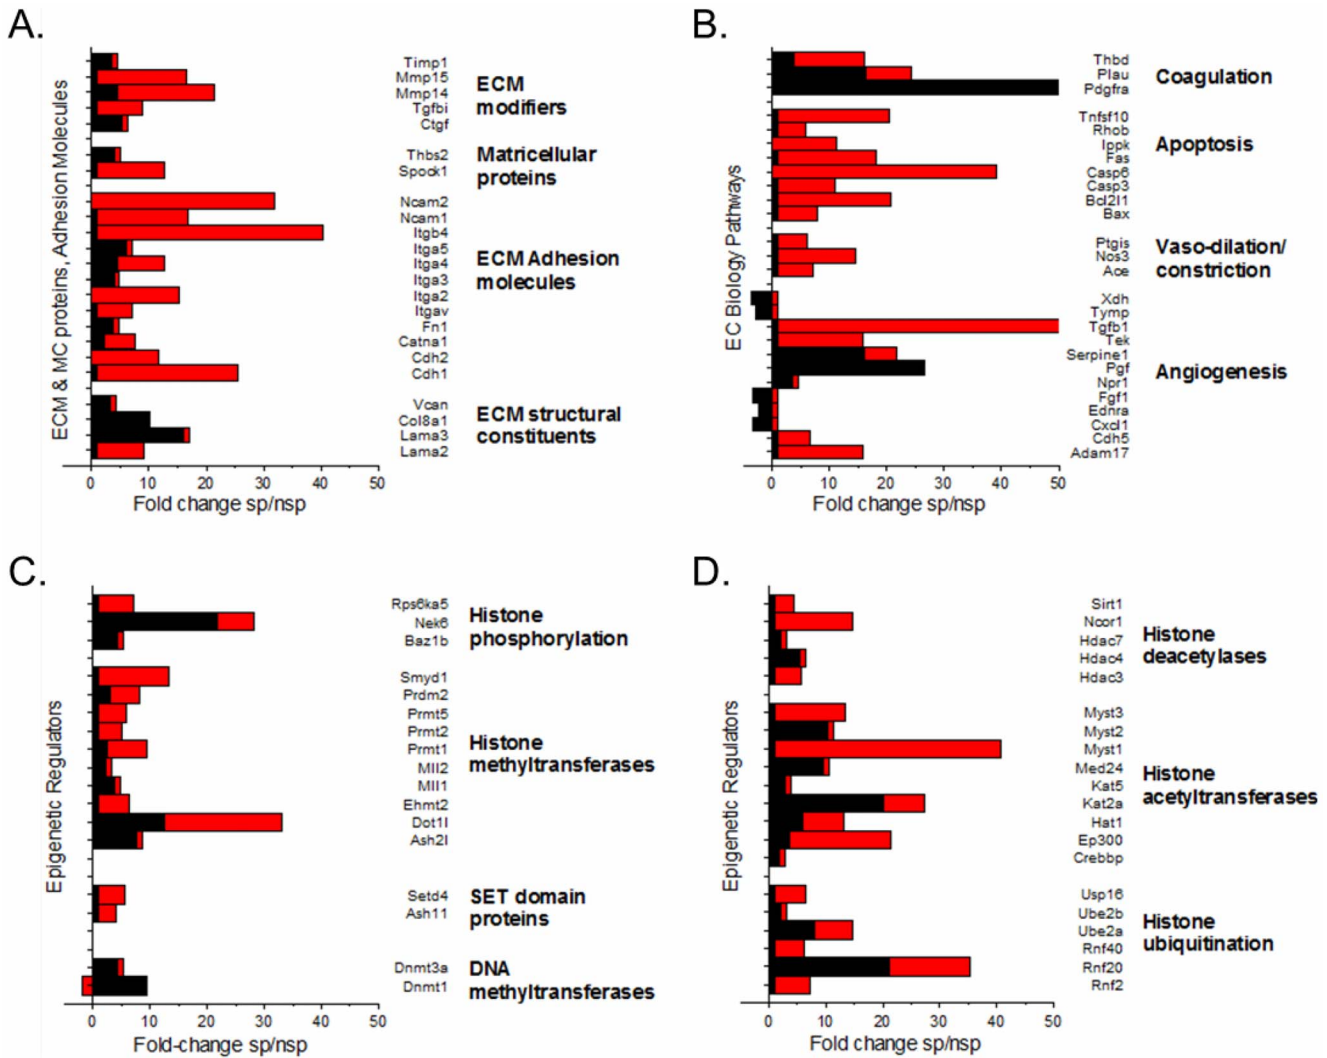 A.
ECM & MC proteins, Adhesion Molecules
Timp1
Mmp15
Mmp14
Tgfbi
Ctgf
ECM
modifiers
Thbs2
Spock1
Matricellular
proteins
Ncam2
Ncam1
Itgb4
Itga5
Itga4
Itga3
Itga2
Itgav
Fn1
Catna1
Cdh2
Cdh1
ECM Adhesion
molecules
Vcan
Col8a1
Lama3
Lama2
ECM structural
constituents
0 10 20 30 40 50
Fold change sp/nsp
B.
EC Biology Pathways
Thbd
Plau
Pdgfra
Coagulation
Tnfsf10
Rhob
Ippk
Fas
Casp6
Casp3
Bcl2l1
Bax
Apoptosis
Ptgis
Nos3
Ace
Vaso-dilation/
constriction
Xdh
Tymp
Tgfb1
Tek
Serpine1
Pgf
Npr1
Fgf1
Ednra
Cxcl1
Cdh5
Adam17
Angiogenesis
0 10 20 30 40 50
Fold change sp/nsp
C.
Epigenetic Regulators
Rps6ka5
Nek6
Baz1b
Histone
phosphorylation
Smyd1
Prdm2
Prmt5
Prmt2
Prmt1
Mll2
Mll1
Ehmt2
Dot1l
Ash2l
Histone
methyltransferases
Setd4
Ash11
SET domain
proteins
Dnmt3a
Dnmt1
DNA
methyltransferases
0 10 20 30 40 50
Fold-change sp/nsp
D.
Epigenetic Regulators
Sirt1
Ncor1
Hdac7
Hdac4
Hdac3
Histone
deacetylases
Myst3
Myst2
Myst1
Med24
Kat5
Kat2a
Hat1
Ep300
Crebbp
Histone
acetyltransferases
Usp16
Ube2b
Ube2a
Rnf40
Rnf20
Rnf2
Histone
ubiquitination
0 10 20 30 40 50
Fold change sp/nsp